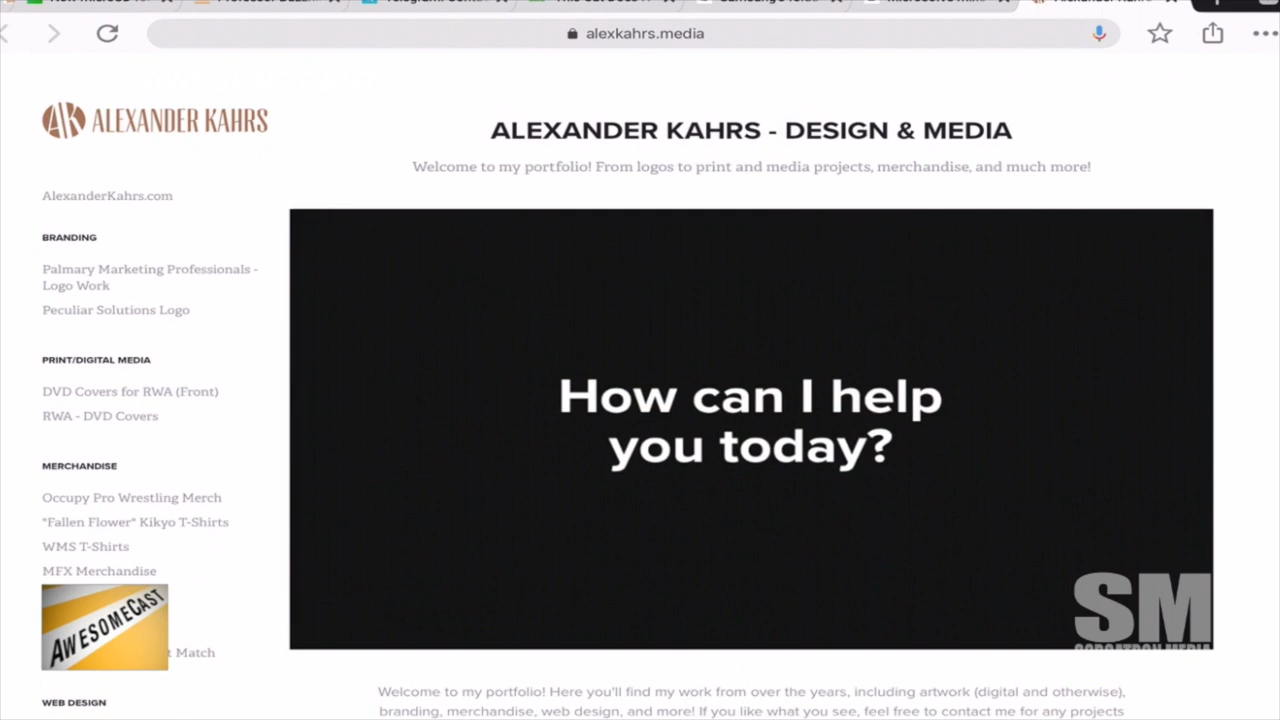 alexkahrs.media
AK ALEXANDER KAHRS
AlexanderKahrs.com
BRANDING
Palmary Marketing Professionals -
Logo Work
Peculiar Solutions Logo
PRINT/DIGITAL MEDIA
DVD Covers for RWA (Front)
RWA - DVD Covers
MERCHANDISE
Occupy Pro Wrestling Merch
"Fallen Flower" Kikyo T-Shirts
WMS T-Shirts
MFX Merchandise
AWESOMECAST
t Match
WEB DESIGN
ALEXANDER KAHRS - DESIGN & MEDIA
Welcome to my portfolio! From logos to print and media projects, merchandise, and much more!
How can I help
you today?
SM
Welcome to my portfolio! Here you'll find my work from over the years, including artwork (digital and otherwise),
branding, merchandise, web design, and more! If you like what you see, feel free to contact me for any projects